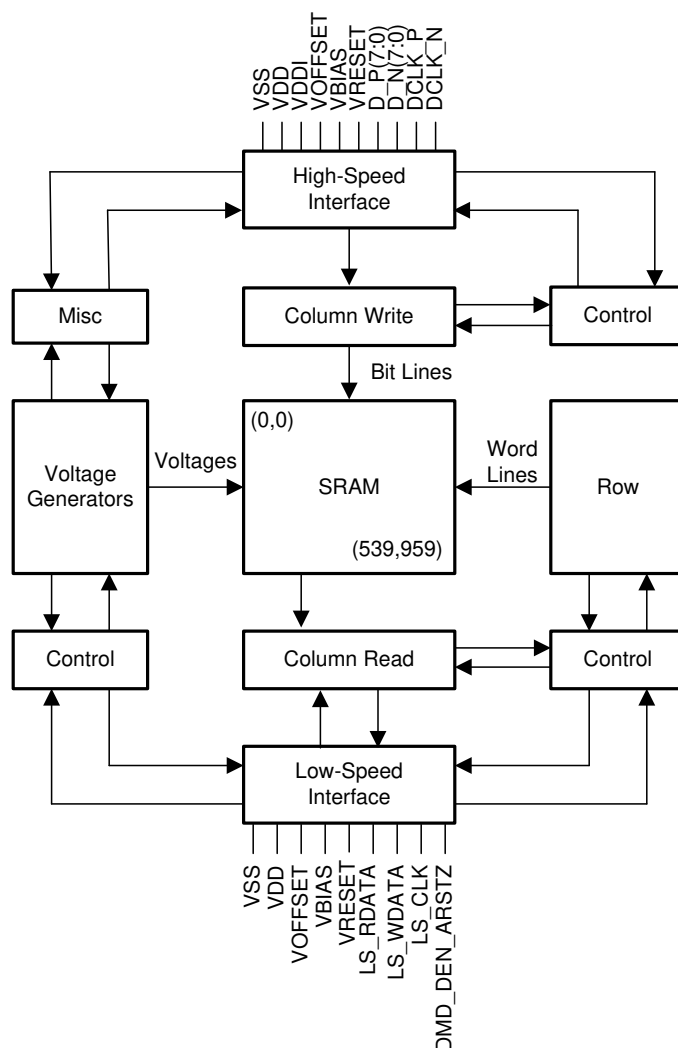 VSS
VDD
VDDI
VOFFSET
VBIAS
VRESET
D_P(7:0)
D_N(7:0)
DCLK_P
DCLK_N
High-Speed
Interface
Misc
Column Write
Control
Bit Lines
(0,0)
Voltage
Generators
Voltages
SRAM
Word
Lines
Row
(539,959)
Control
Column Read
Control
Low-Speed
Interface
VSS
VDD
VOFFSET
VBIAS
VRESET
LS_RDATA
LS_WDATA
LS_CLK
DMD_DEN_ARSTZ